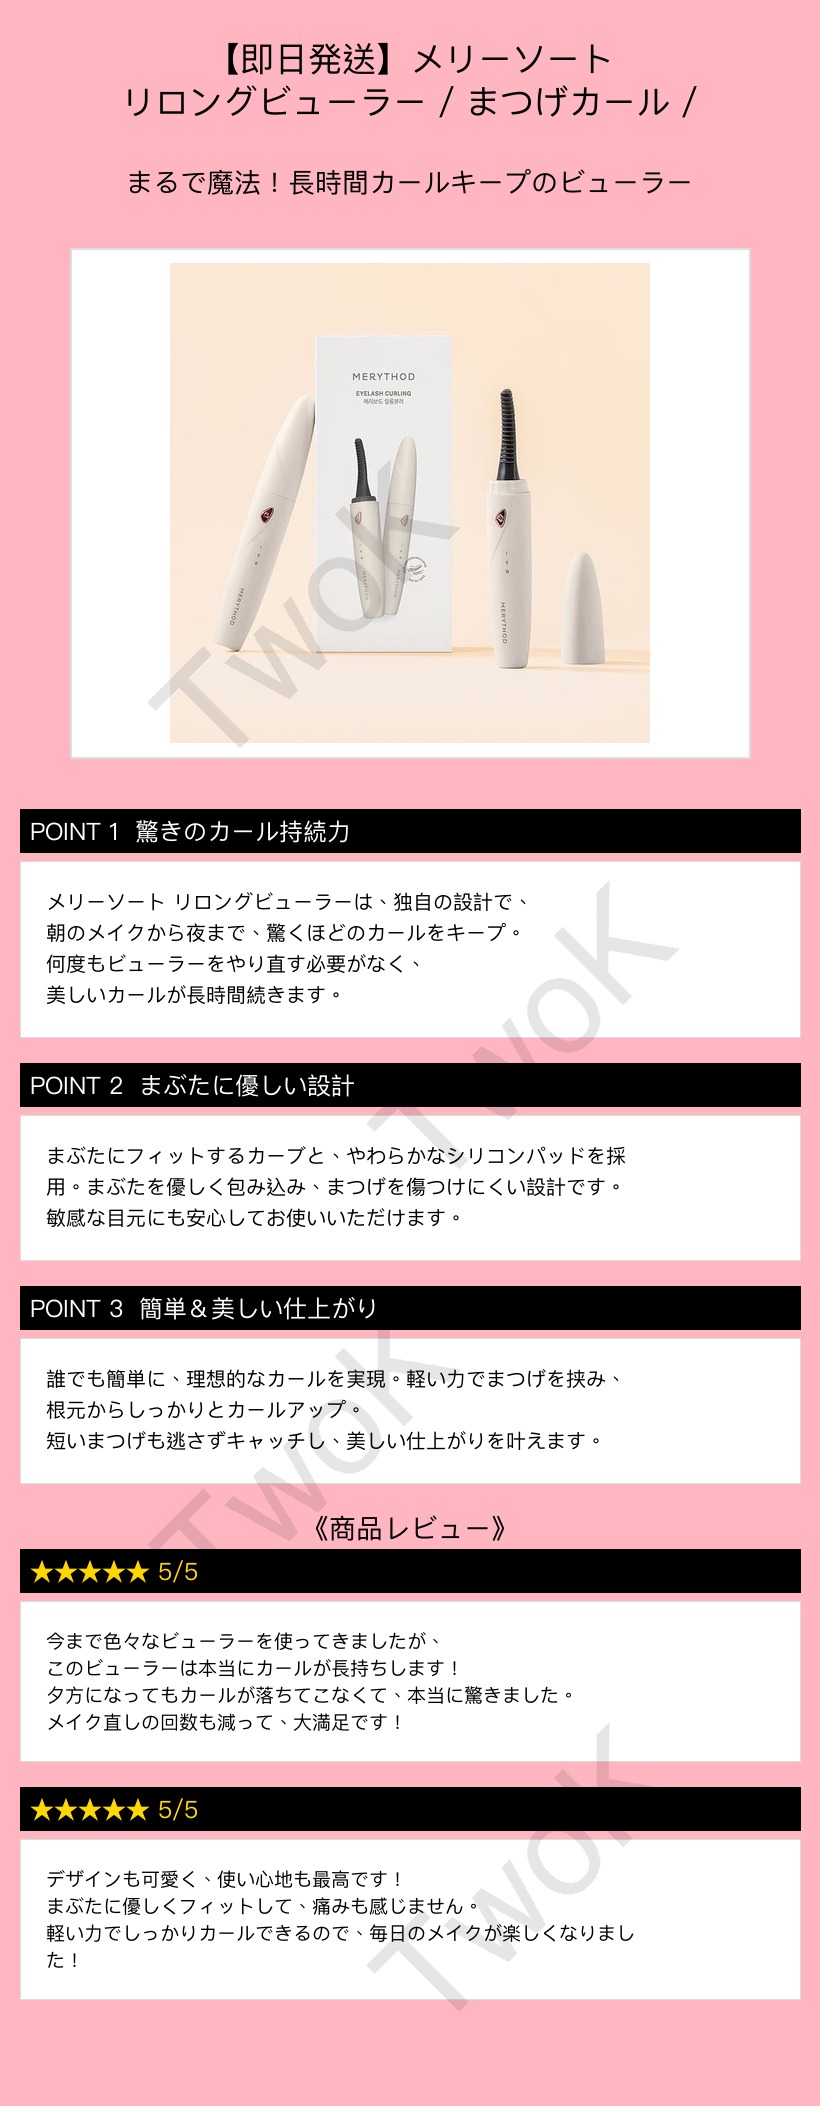 【即日発送】メリーソート
リロングビューラー / まつげカール /
まるで魔法！長時間カールキープのビューラー
MERYTHOD
EYELASH CURLING
메리쏘드 릴롱뷰러
MERYTHOD
MERYTHOD
MERYTHOD
MERYTHOD
TwoK
POINT 1 驚きのカール持続力
メリーソート リロングビューラーは、独自の設計で、
朝のメイクから夜まで、驚くほどのカールをキープ。
何度もビューラーをやり直す必要がなく、
美しいカールが長時間続きます。
TwoK
POINT 2 まぶたに優しい設計
まぶたにフィットするカーブと、やわらかなシリコンパッドを採
用。まぶたを優しく包み込み、まつげを傷つけにくい設計です。
敏感な目元にも安心してお使いいただけます。
POINT 3 簡単＆美しい仕上がり
誰でも簡単に、理想的なカールを実現。軽い力でまつげを挟み、
根元からしっかりとカールアップ。
短いまつげも逃さずキャッチし、美しい仕上がりを叶えます。
TwoK
《商品レビュー》
★★★★★ 5/5
今まで色々なビューラーを使ってきましたが、
このビューラーは本当にカールが長持ちします！
夕方になってもカールが落ちてこなくて、本当に驚きました。
メイク直しの回数も減って、大満足です！
★★★★★ 5/5
デザインも可愛く、使い心地も最高です！
まぶたに優しくフィットして、痛みも感じません。
軽い力でしっかりカールできるので、毎日のメイクが楽しくなりまし
た！
TwoK